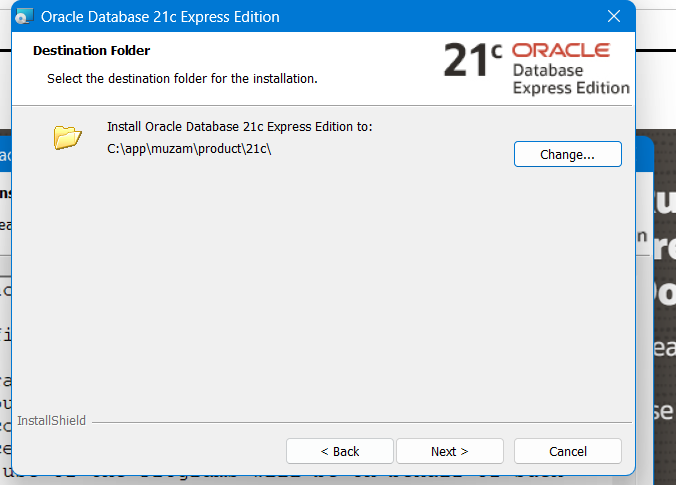 Oracle Database 21c Express Edition
Destination Folder
Select the destination folder for the installation.
21c ORACLE
Database
Express Edition
Install Oracle Database 21c Express Edition to:
C:\app\muzam\product\21c\
Change...
InstallShield
< Back
Next >
Cancel